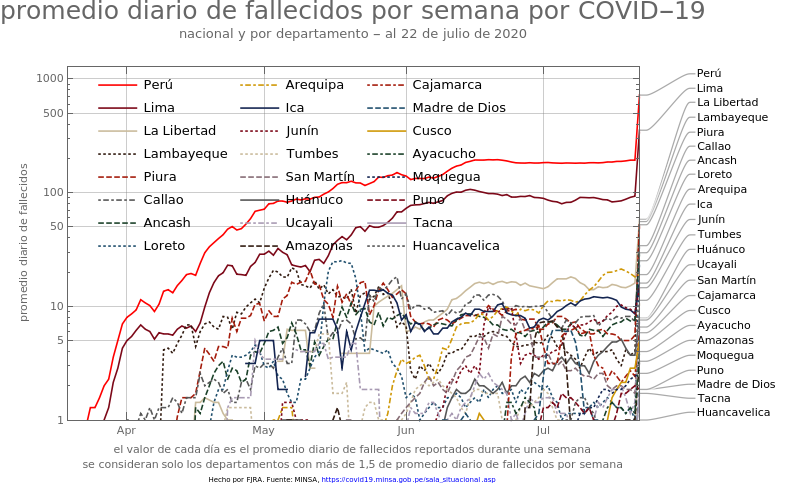 promedio diario de fallecidos por semana por COVID−19
nacional y por departamento − al 22 de julio de 2020
promedio diario de fallecidos
1000
500
100
50
10
5
1
Apr
May
Jun
Jul
Perú
Lima
La Libertad
Lambayeque
Piura
Callao
Ancash
Loreto
Arequipa
Ica
Junín
Tumbes
San Martín
Huánuco
Ucayali
Amazonas
Cajamarca
Madre de Dios
Cusco
Ayacucho
Moquegua
Puno
Tacna
Huancavelica
Perú
Lima
La Libertad
Lambayeque
Piura
Callao
Ancash
Loreto
Arequipa
Ica
Junín
Tumbes
Huánuco
Ucayali
San Martín
Cajamarca
Cusco
Ayacucho
Amazonas
Moquegua
Puno
Madre de Dios
Tacna
Huancavelica
el valor de cada día es el promedio diario de fallecidos reportados durante una semana
se consideran solo los departamentos con más de 1,5 de promedio diario de fallecidos por semana
Hecho por FJRA. Fuente: MINSA, https://covid19.minsa.gob.pe/sala_situacional.asp